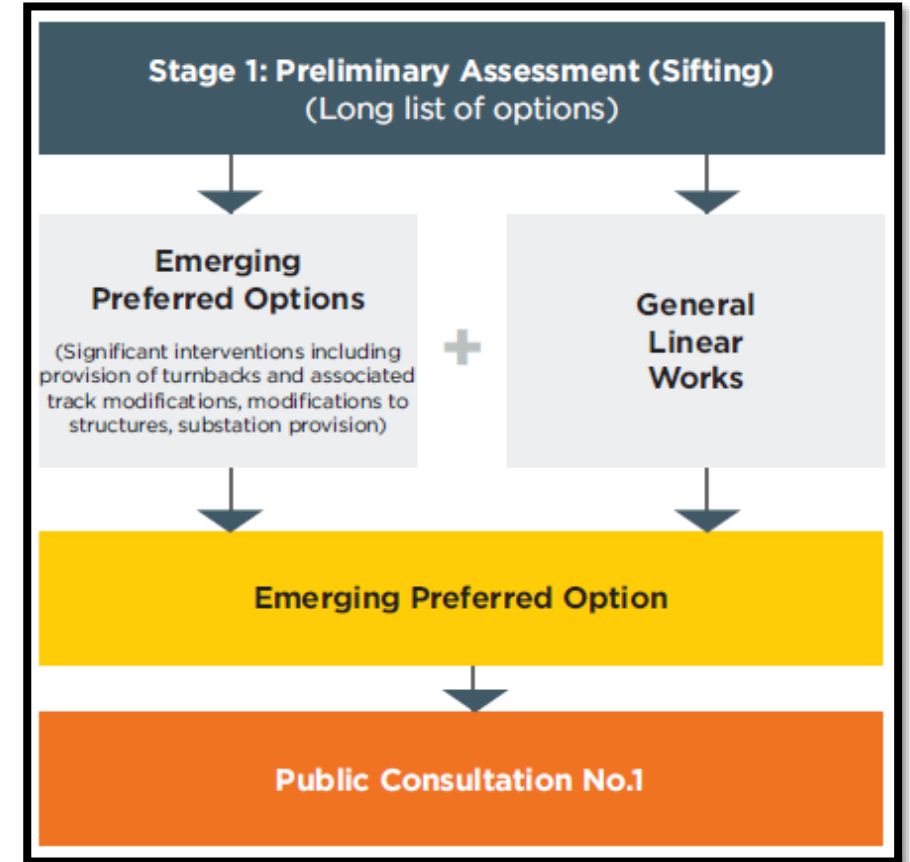 Stage 1: Preliminary Assessment (Sifting)
(Long list of options)
Emerging
Preferred Options
(Significant interventions including
provision of turnbacks and associated
track modifications, modifications to
structures, substation provision)
+
General
Linear
Works
Emerging Preferred Option
Public Consultation No.1